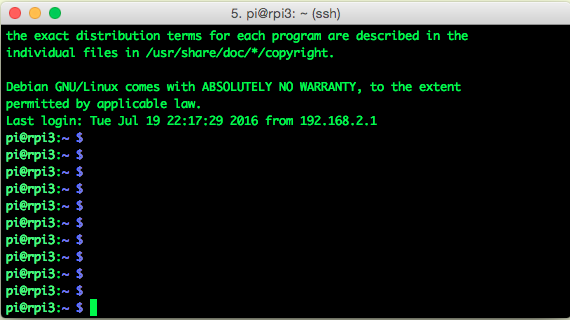 5. pi@rpi3: ~ (ssh)
the exact distribution terms for each program are described in the
individual files in /usr/share/doc/*/copyright.
Debian GNU/Linux comes with ABSOLUTELY NO WARRANTY, to the extent
permitted by applicable law.
Last login: Tue Jul 19 22:17:29 2016 from 192.168.2.1
pi@rpi3:~ $
pi@rpi3:~ $
pi@rpi3:~ $
pi@rpi3:~ $
pi@rpi3:~ $
pi@rpi3:~ $
pi@rpi3:~ $
pi@rpi3:~ $
pi@rpi3:~ $
pi@rpi3:~ $
pi@rpi3:~ $